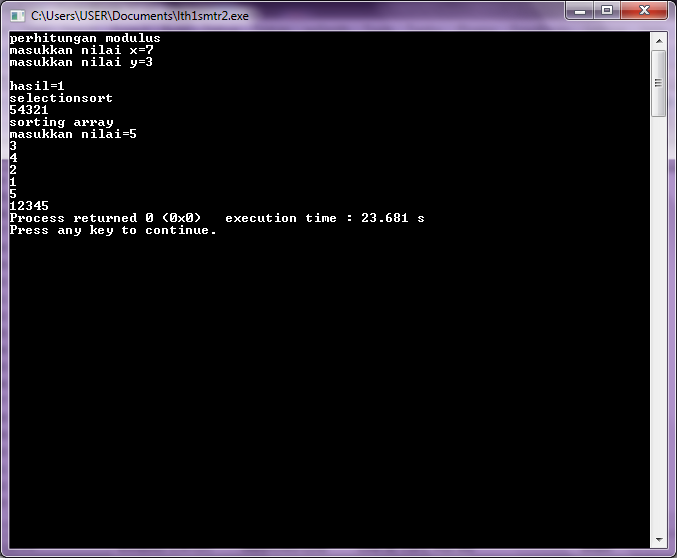 C:\Users\USER\Documents\lth1smtr2.exe
perhitungan modulus
masukkan nilai x=7
masukkan nilai y=3
hasil=1
selectionsort
54321
sorting array
masukkan nilai=5
3
4
2
1
5
12345
Process returned 0 (0x0)   execution time : 23.681 s
Press any key to continue.